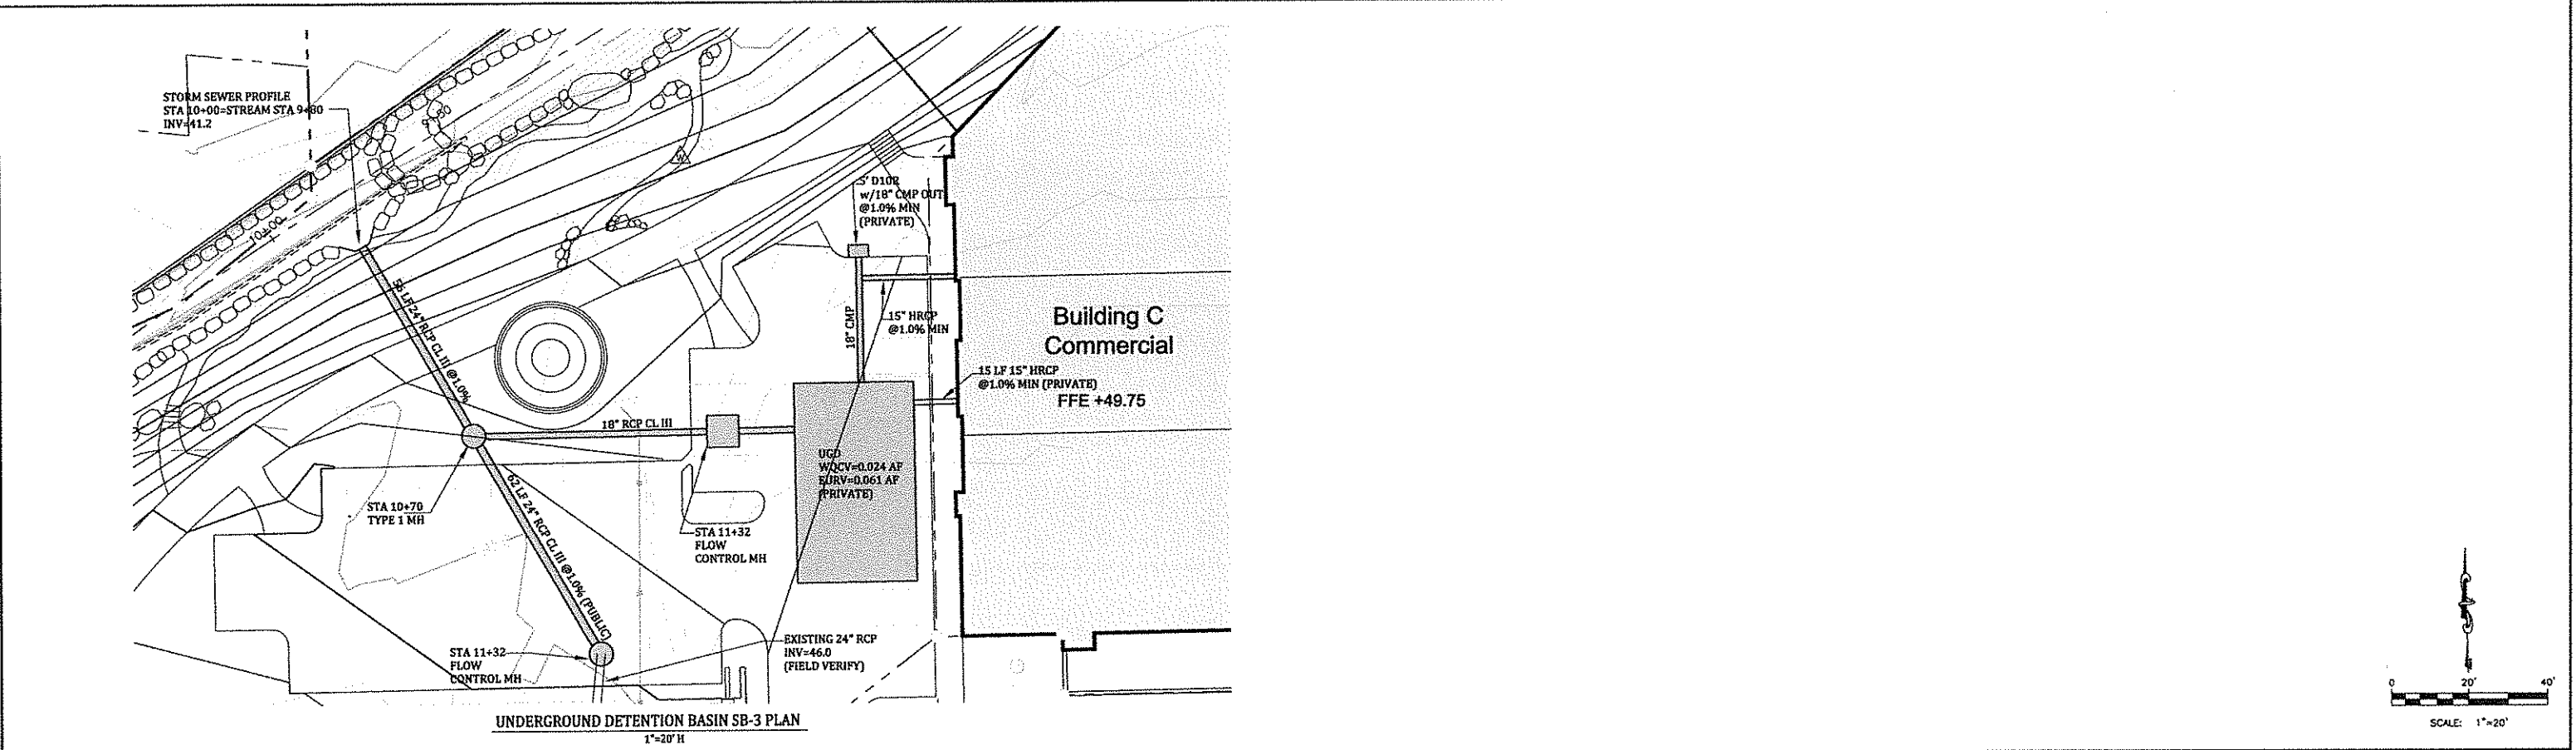 STORM SEWER PROFILE
STA 10+00=STREAM STA 9+80
INV=41.2
10+00
W
5' D10R
w/18" CMP OUT
@1.0% MIN
(PRIVATE)
56 LF 24" RCP CL III @1.0%
18" CMP
15" HRCP
@1.0% MIN
Building C
Commercial
15 LF 15" HRCP
@1.0% MIN (PRIVATE)
FFE +49.75
18" RCP CL III
UGD
WQCV=0.024 AF
EURV=0.061 AF
(PRIVATE)
STA 10+70
TYPE 1 MH
62 LF 24" RCP CL III @1.0% (PUBLIC)
STA 11+32
FLOW
CONTROL MH
STA 11+32
FLOW
CONTROL MH
EXISTING 24" RCP
INV=46.0
(FIELD VERIFY)
UNDERGROUND DETENTION BASIN SB-3 PLAN
1"=20' H
0 20' 40'
SCALE: 1"=20'